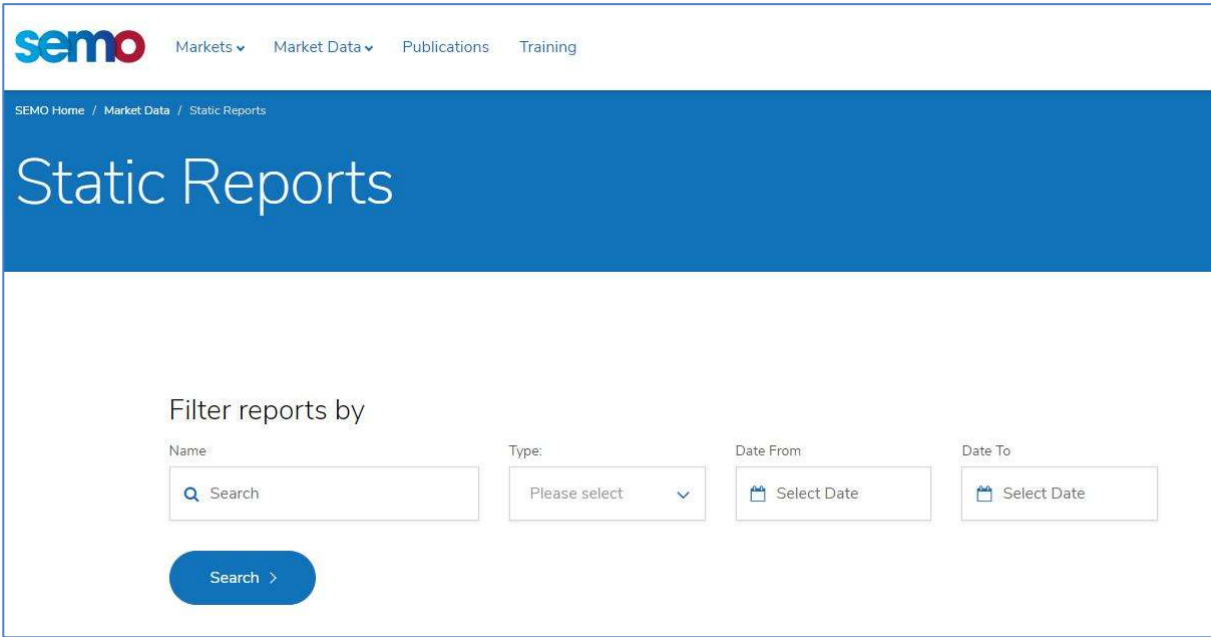 semo Markets Market Data Publications Training
SEMO Home / Market Data / Static Reports
Static Reports
Filter reports by
Name Type: Date From Date To
Search Please select Select Date Select Date
Search >